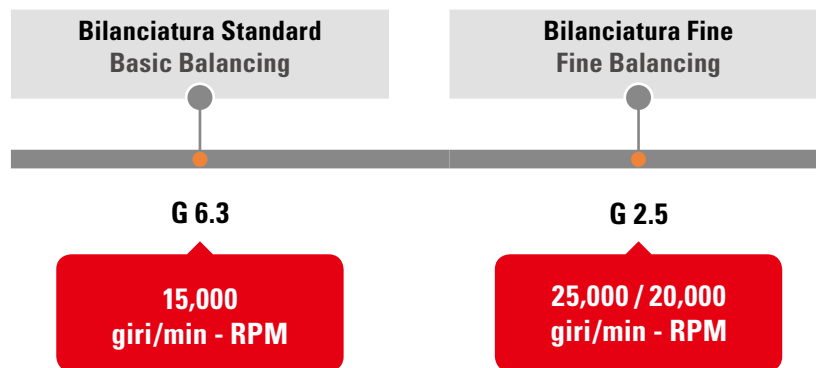 Bilanciatura Standard
Basic Balancing
Bilanciatura Fine
Fine Balancing
G 6.3
G 2.5
15,000
giri/min - RPM
25,000 / 20,000
giri/min - RPM